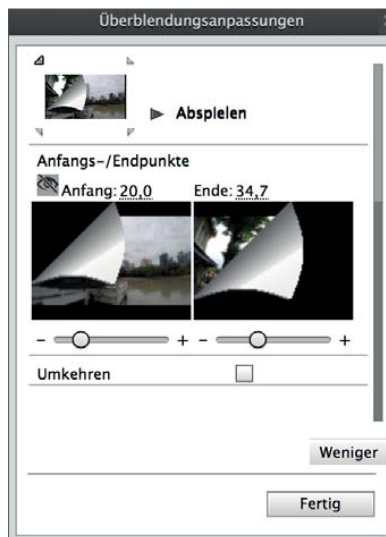 Überblendungsanpassungen
Abspielen
Anfangs-/Endpunkte
Anfang: 20,0 Ende: 34,7
- + - +
Umkehren
Weniger
Fertig